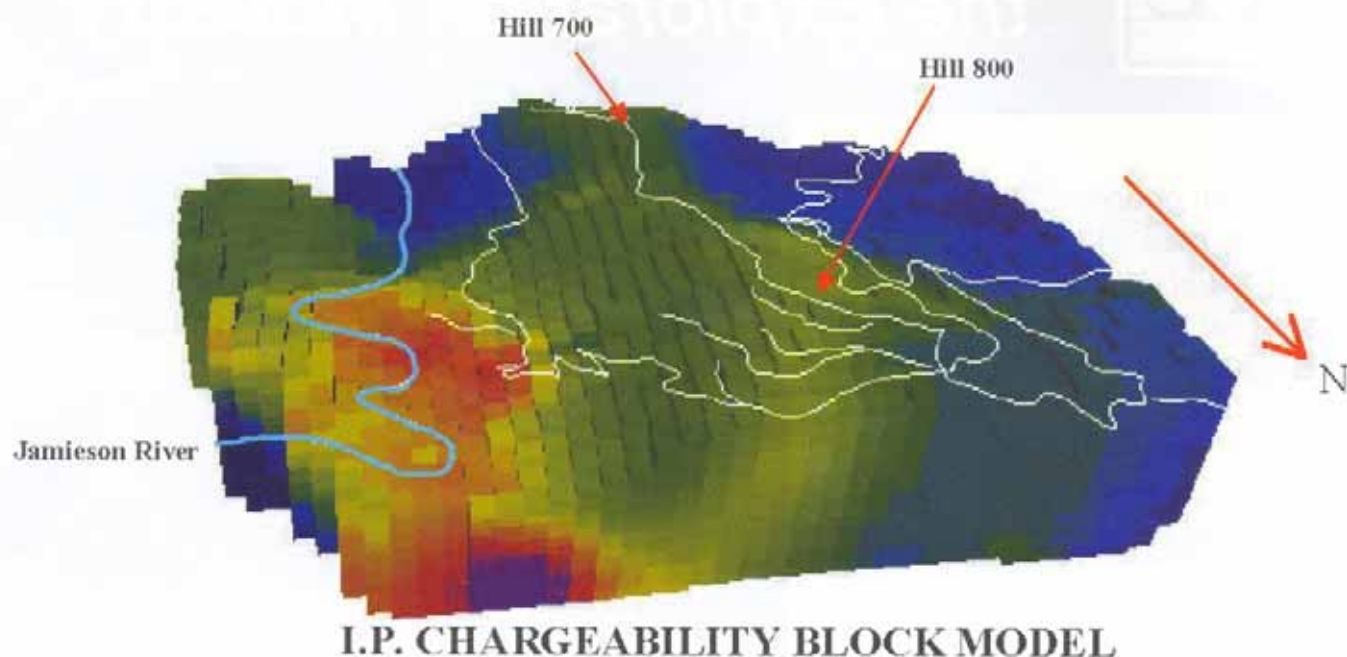 Hill 700
Hill 800
N
Jamieson River
I.P. CHARGEABILITY BLOCK MODEL